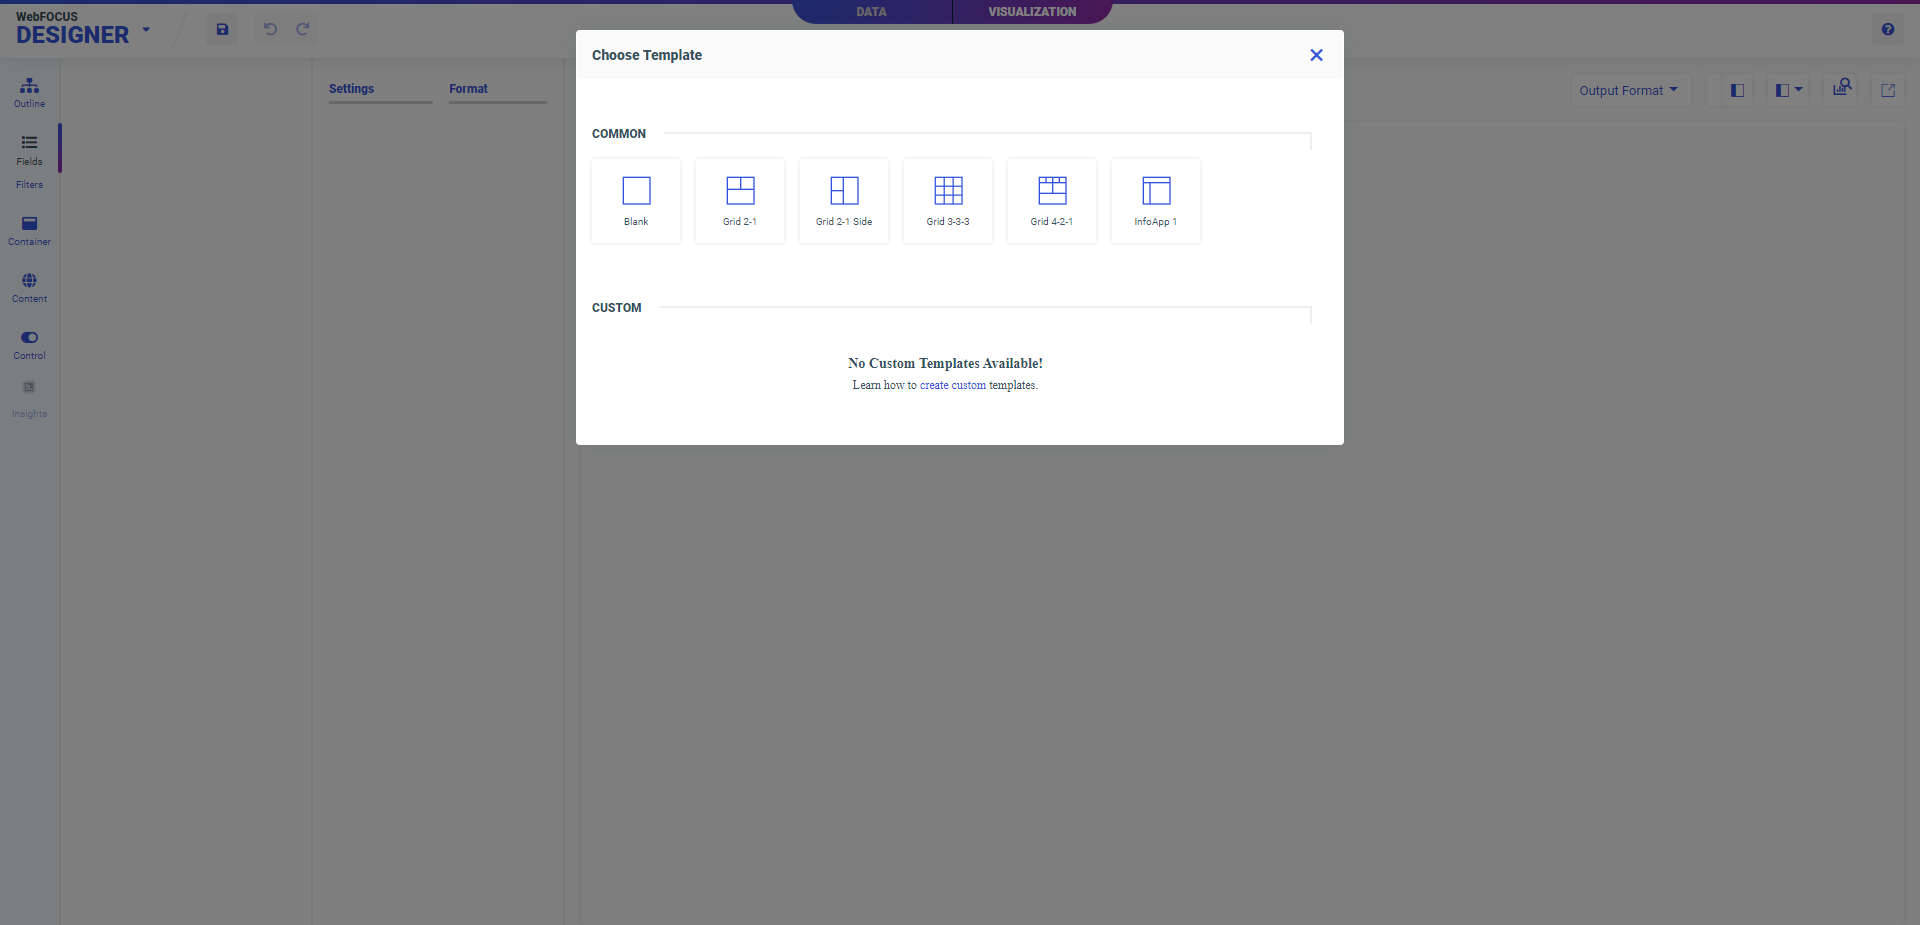 WebFOCUS
DESIGNER
DATA
VISUALIZATION
Outline
Fields
Filters
Container
Content
Control
Insights
Settings
Format
Output Format
Choose Template
COMMON
Blank
Grid 2-1
Grid 2-1 Side
Grid 3-3-3
Grid 4-2-1
InfoApp 1
CUSTOM
No Custom Templates Available!
Learn how to create custom templates.